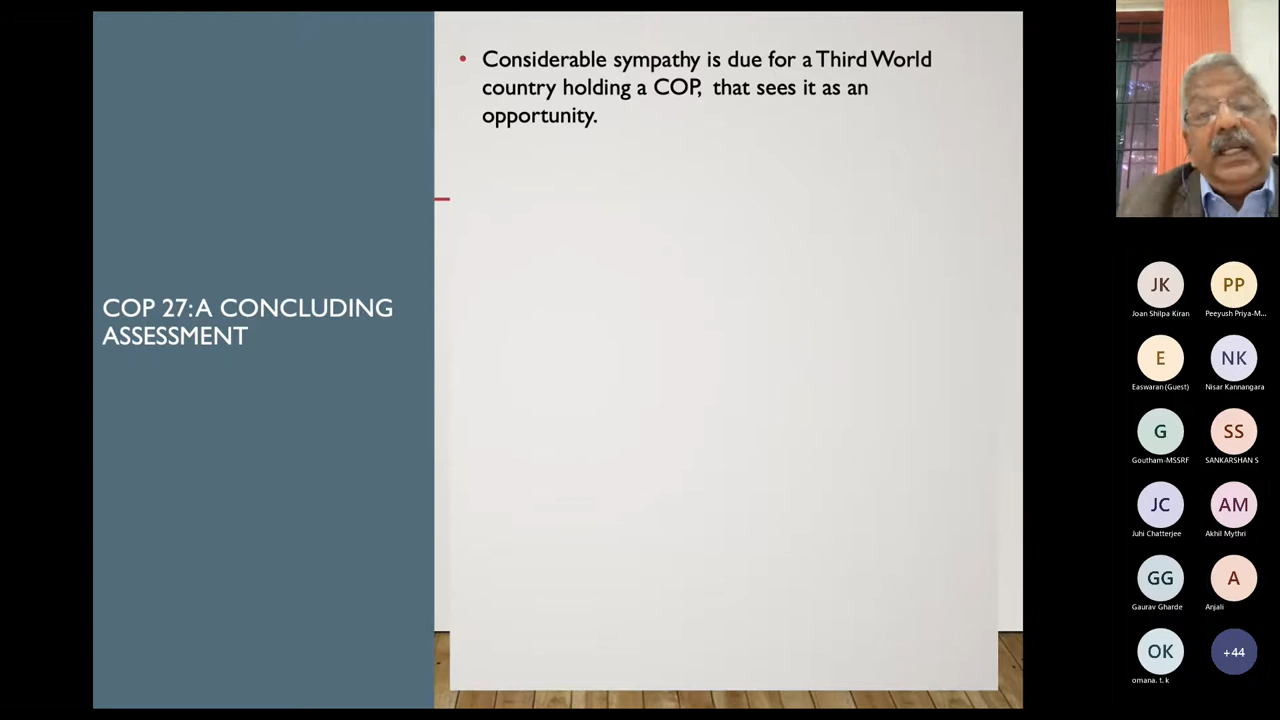 • Considerable sympathy is due for a Third World
country holding a COP, that sees it as an
opportunity.
COP 27: A CONCLUDING
ASSESSMENT
JK
PP
Joan Shilpa Kiran
Peeyush Priya-M...
E
NK
Easwaran (Guest)
Nisar Kannangara
G
SS
Goutham-MSSRF
SANKARSHAN S
JC
AM
Juhi Chatterjee
Akhil Mythri
GG
A
Gaurav Gharde
Anjali
OK
+44
omana. t. k